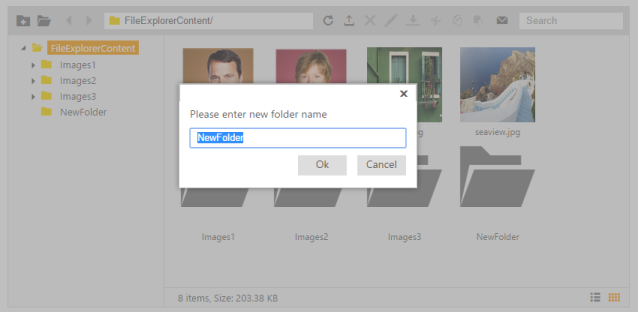 FileExplorerContent/
Search
FileExplorerContent
Images1
Images2
Images3
NewFolder
Please enter new folder name
NewFolder
Ok
Cancel
seaview.jpg
Images1
Images2
Images3
NewFolder
8 items, Size: 203.38 KB